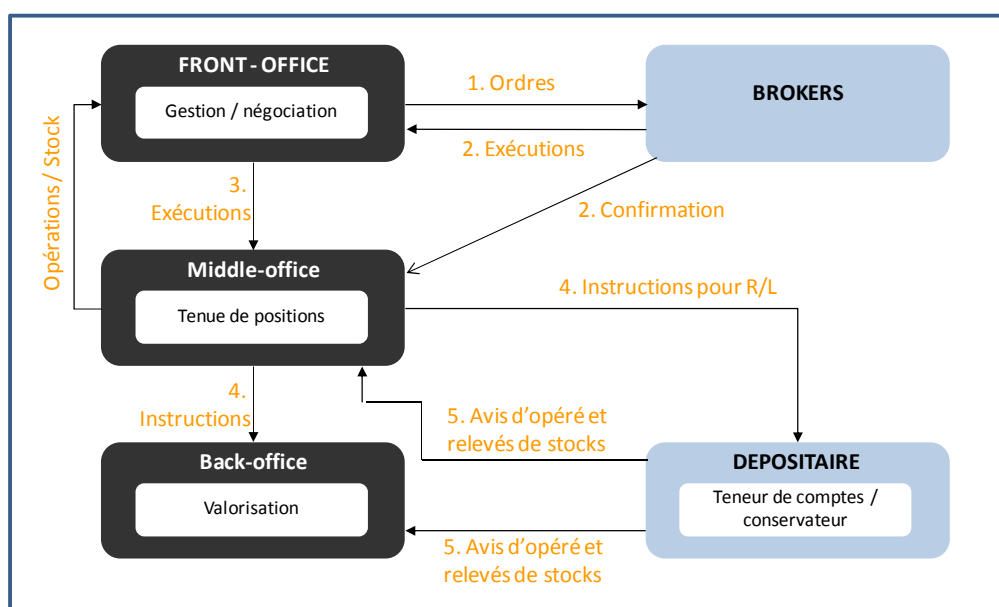 FRONT - OFFICE
Gestion / négociation
1. Ordres
BROKERS
2. Exécutions
Opérations / Stock
3.
Exécutions
2. Confirmation
Middle-office
Tenue de positions
4. Instructions pour R/L
4.
Instructions
5. Avis d'opéré et
relevés de stocks
Back-office
Valorisation
DEPOSITAIRE
Teneur de comptes /
conservateur
5. Avis d'opéré et
relevés de stocks